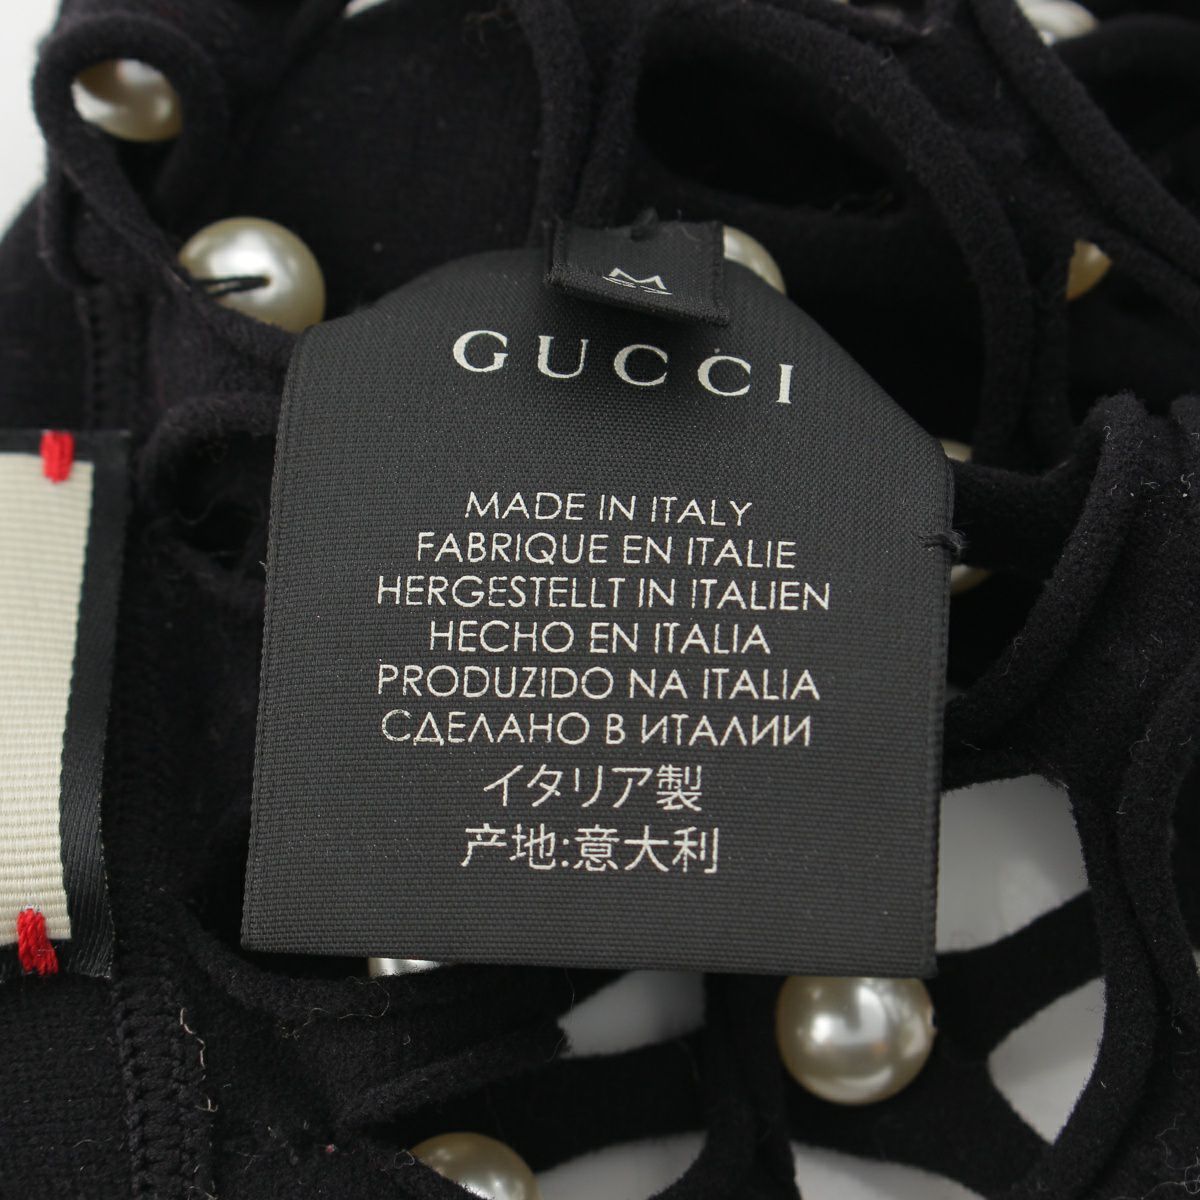 M
GUCCI
MADE IN ITALY
FABRIQUE EN ITALIE
HERGESTELLT IN ITALIEN
HECHO EN ITALIA
PRODUZIDO NA ITALIA
СДЕЛАНО В ИТАЛИИ
イタリア製
产地:意大利